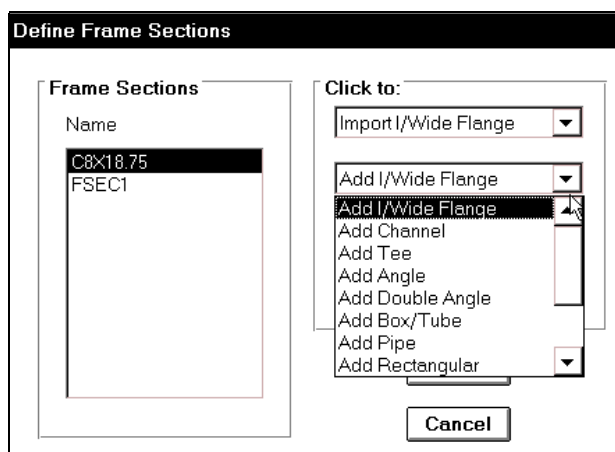 Define Frame Sections
Frame Sections
Name
C8X18.75
FSEC1
Click to:
Import I/Wide Flange
Add I/Wide Flange
Add I/Wide Flange
Add Channel
Add Tee
Add Angle
Add Double Angle
Add Box/Tube
Add Pipe
Add Rectangular
Cancel